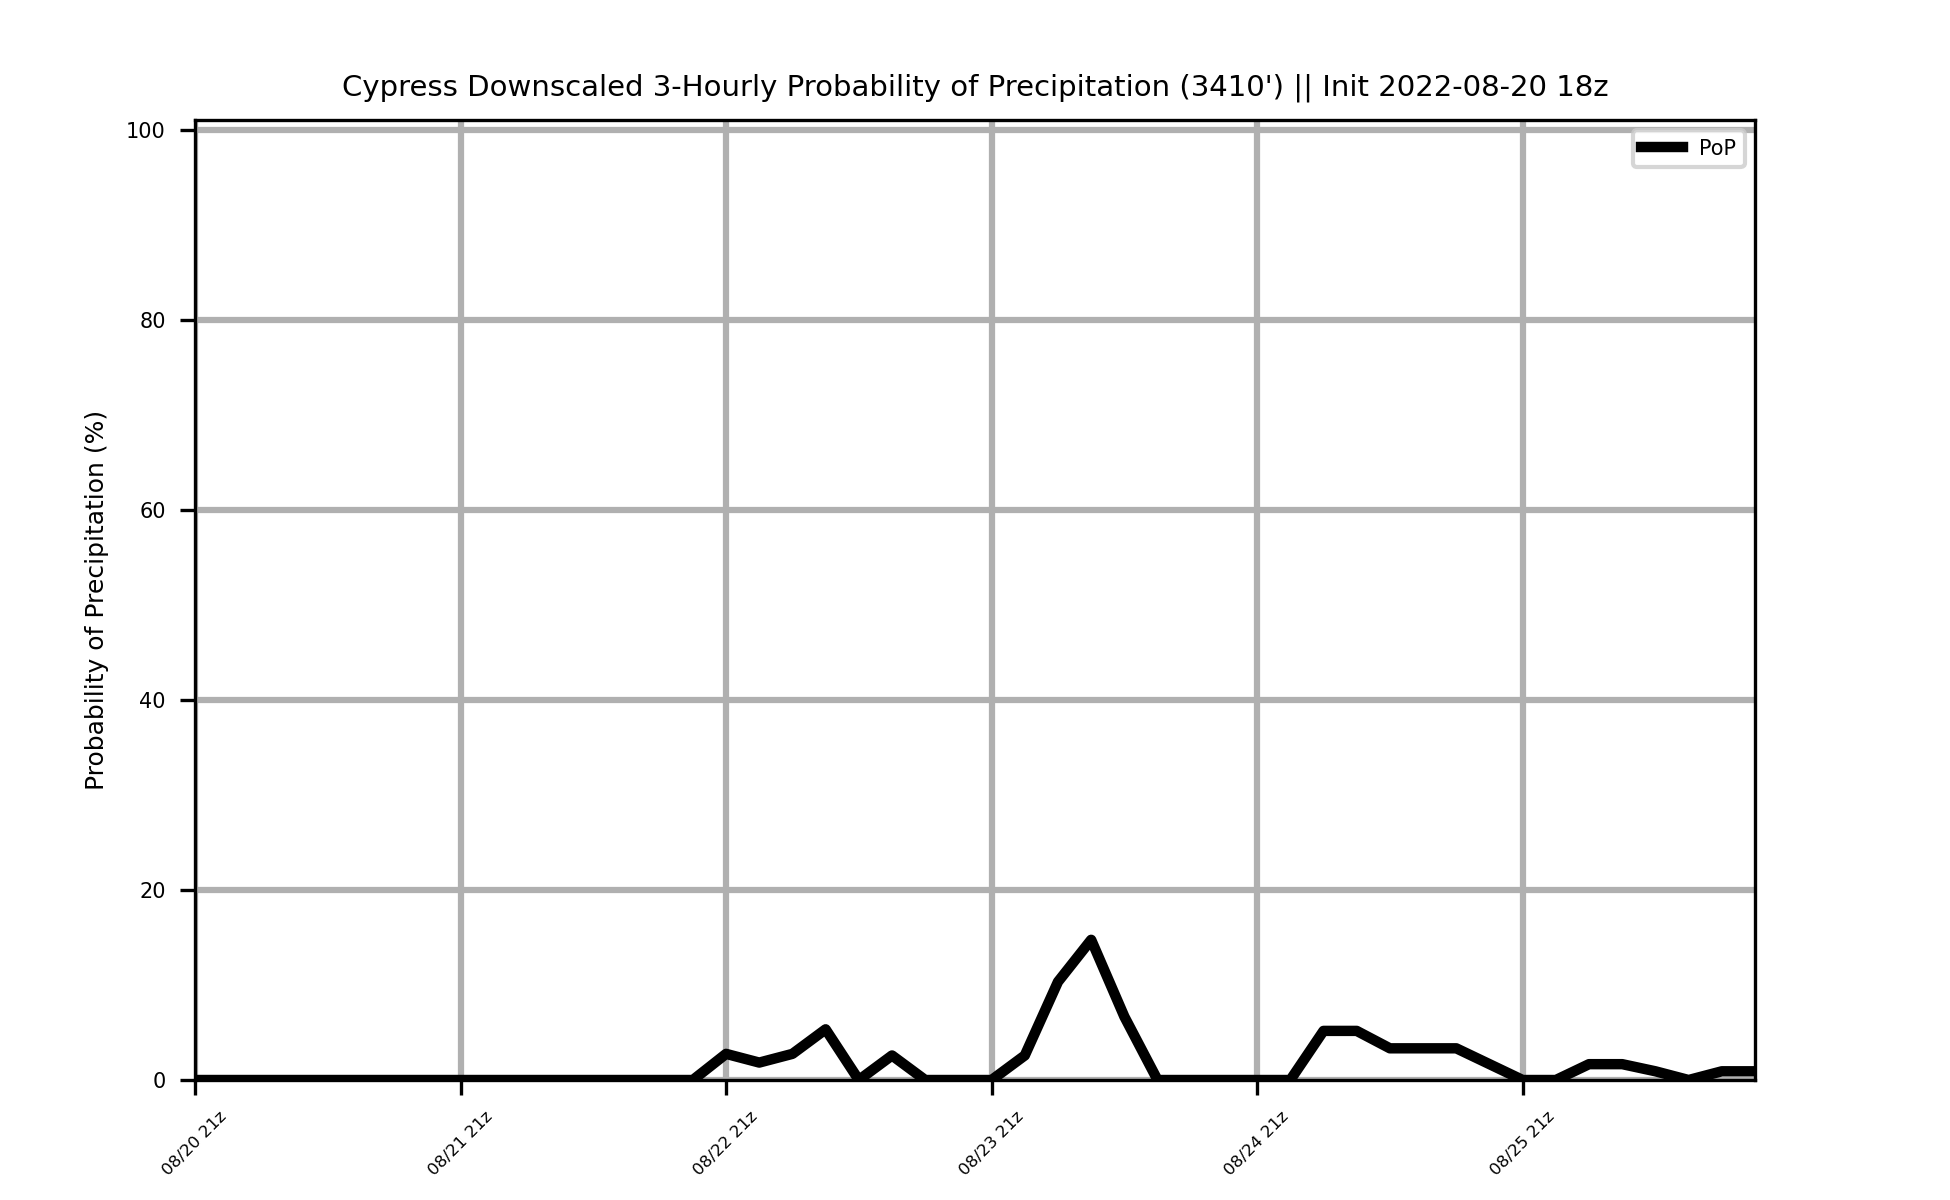 Cypress Downscaled 3-Hourly Probability of Precipitation (3410') || Init 2022-08-20 18z
PoP
Probability of Precipitation (%)
100
80
60
40
20
0
08/20 21z
08/21 21z
08/22 21z
08/23 21z
08/24 21z
08/25 21z